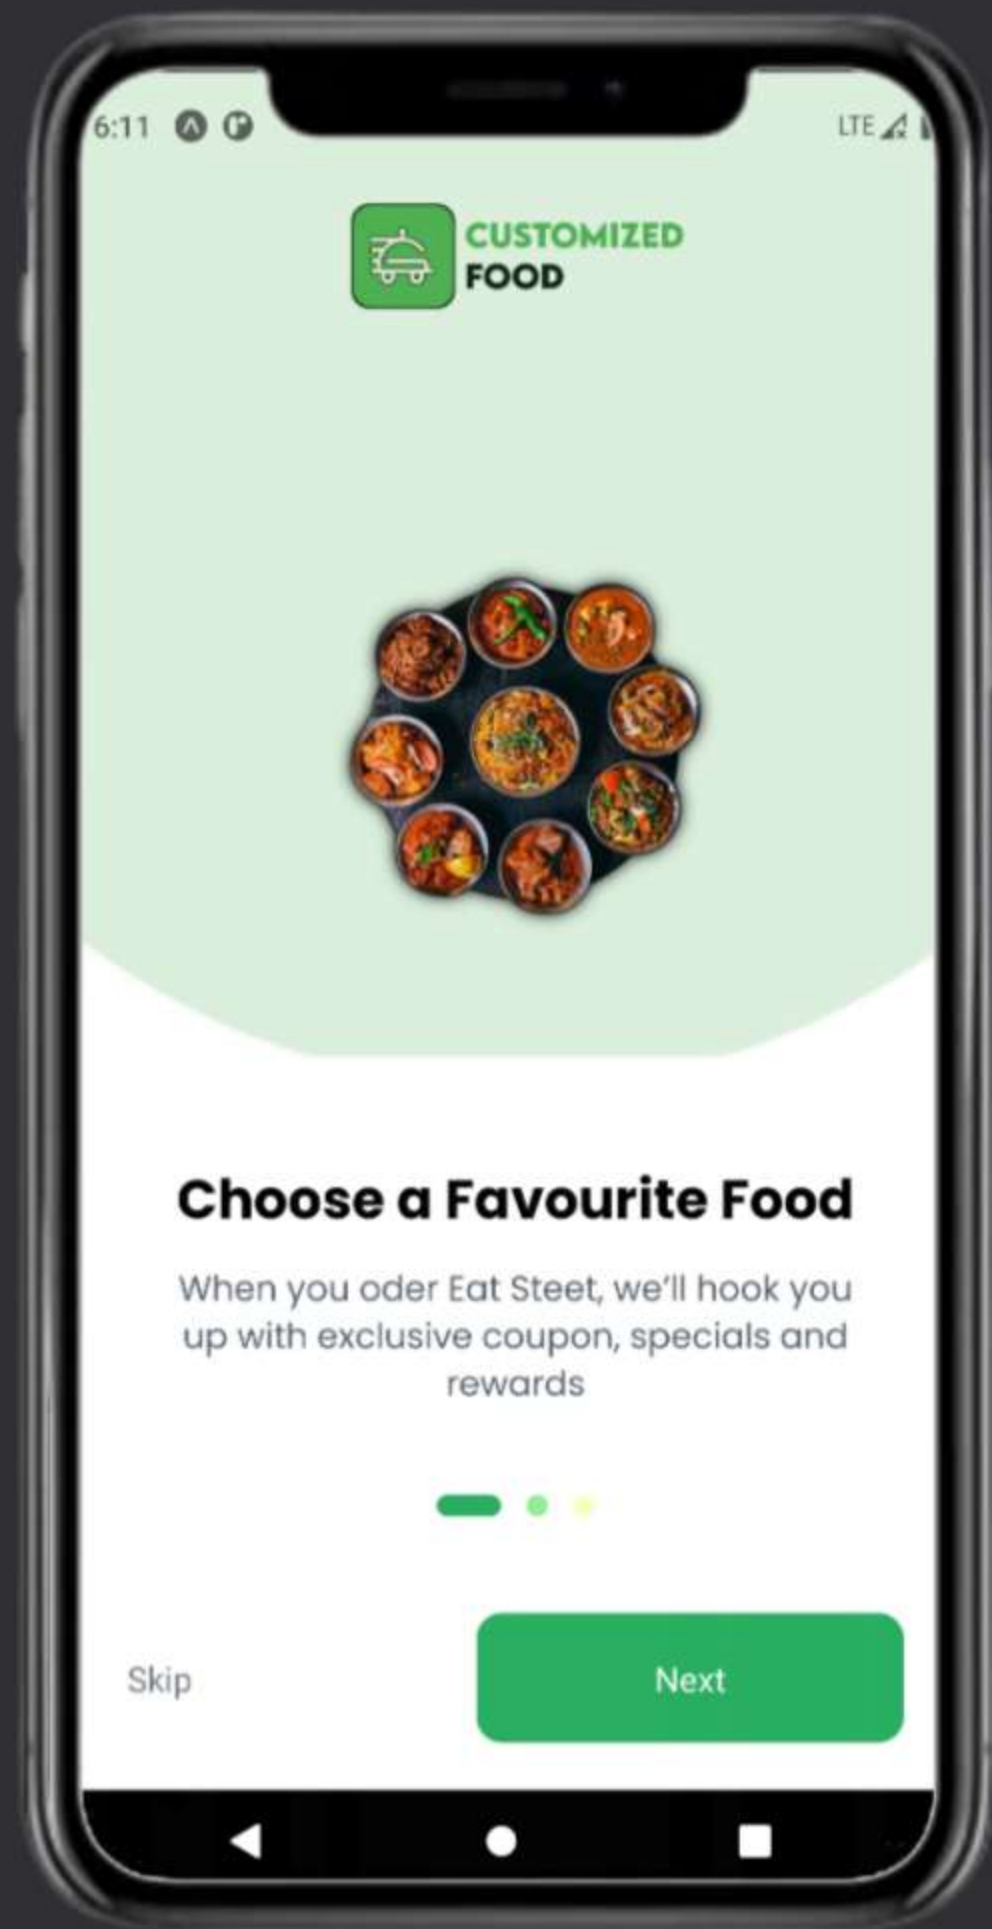 6:11
LTE
CUSTOMIZED
FOOD
Choose a Favourite Food
When you oder Eat Steet, we'll hook you
up with exclusive coupon, specials and
rewards
Skip
Next